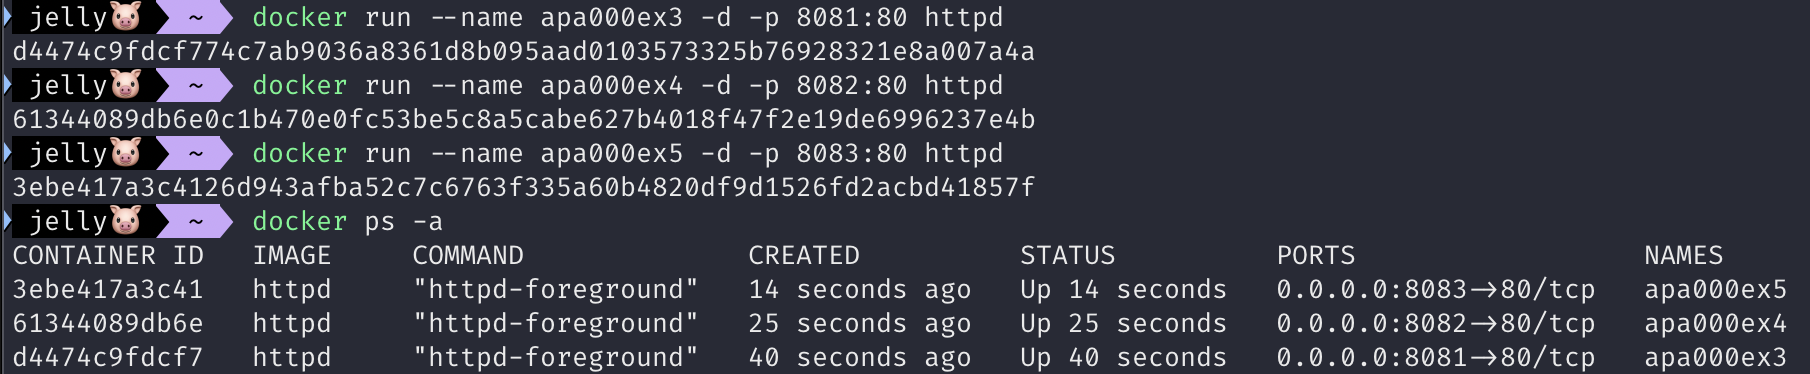 jelly🐷 ~ docker run --name apa000ex3 -d -p 8081:80 httpd
d4474c9fdcf774c7ab9036a8361d8b095aad0103573325b76928321e8a007a4a
jelly🐷 ~ docker run --name apa000ex4 -d -p 8082:80 httpd
61344089db6e0c1b470e0fc53be5c8a5cabe627b4018f47f2e19de6996237e4b
jelly🐷 ~ docker run --name apa000ex5 -d -p 8083:80 httpd
3ebe417a3c4126d943afba52c7c6763f335a60b4820df9d1526fd2acbd41857f
jelly🐷 ~ docker ps -a
CONTAINER ID IMAGE COMMAND CREATED STATUS PORTS NAMES
3ebe417a3c41 httpd "httpd-foreground" 14 seconds ago Up 14 seconds 0.0.0.0:8083->80/tcp apa000ex5
61344089db6e httpd "httpd-foreground" 25 seconds ago Up 25 seconds 0.0.0.0:8082->80/tcp apa000ex4
d4474c9fdcf7 httpd "httpd-foreground" 40 seconds ago Up 40 seconds 0.0.0.0:8081->80/tcp apa000ex3